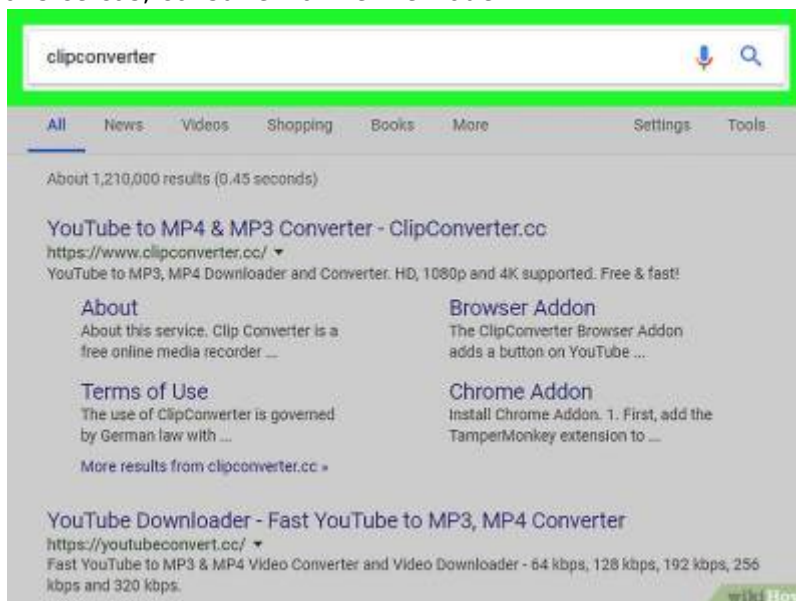 clipconverter
All News Videos Shopping Books More Settings Tools
About 1,210,000 results (0.45 seconds)
YouTube to MP4 & MP3 Converter - ClipConverter.cc
https://www.clipconverter.cc/
YouTube to MP3, MP4 Downloader and Converter. HD, 1080p and 4K supported. Free & fast!
About
About this service. Clip Converter is a
free online media recorder ...
Browser Addon
The ClipConverter Browser Addon
adds a button on YouTube ...
Terms of Use
The use of ClipConverter is governed
by German law with ...
Chrome Addon
Install Chrome Addon. 1. First, add the
TamperMonkey extension to ...
More results from clipconverter.cc »
YouTube Downloader - Fast YouTube to MP3, MP4 Converter
https://youtubeconvert.cc/
Fast YouTube to MP3 & MP4 Video Converter and Video Downloader - 64 kbps, 128 kbps, 192 kbps, 256
kbps and 320 kbps.
wikiHow